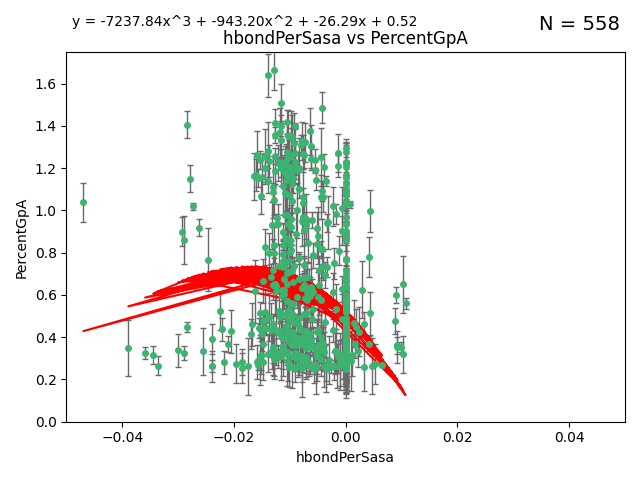 y = -7237.84x^3 + -943.20x^2 + -26.29x + 0.52
N = 558
hbondPerSasa vs PercentGpA
PercentGpA
1.6
1.4
1.2
1.0
0.8
0.6
0.4
0.2
0.0
−0.04 −0.02 0.00 0.02 0.04
hbondPerSasa